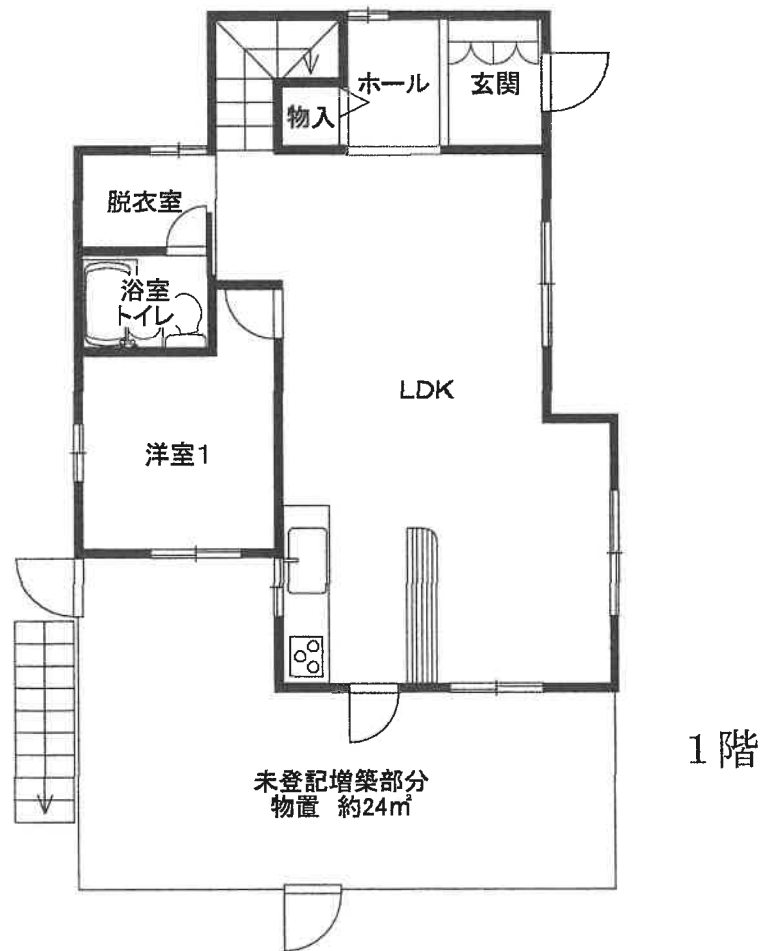 ホール
玄関
物入
脱衣室
浴室
トイレ
LDK
洋室1
1階
未登記増築部分
物置 約24㎡